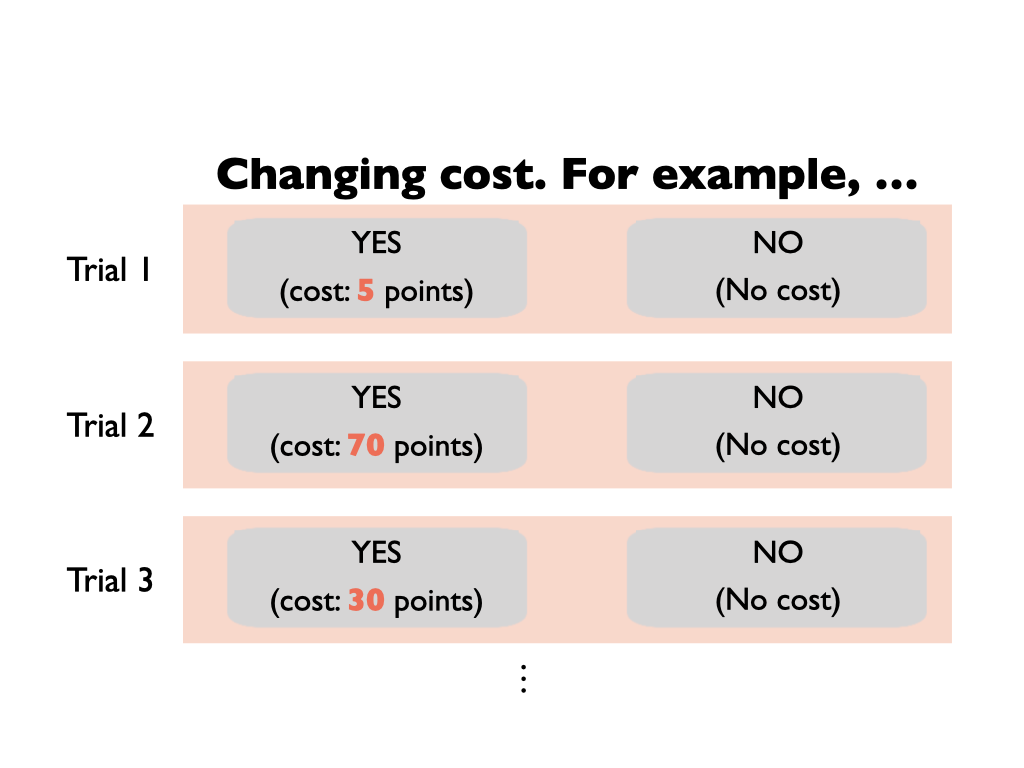 Changing cost. For example, ...
Trial 1
YES
(cost: 5 points)
NO
(No cost)
Trial 2
YES
(cost: 70 points)
NO
(No cost)
Trial 3
YES
(cost: 30 points)
NO
(No cost)
⋮